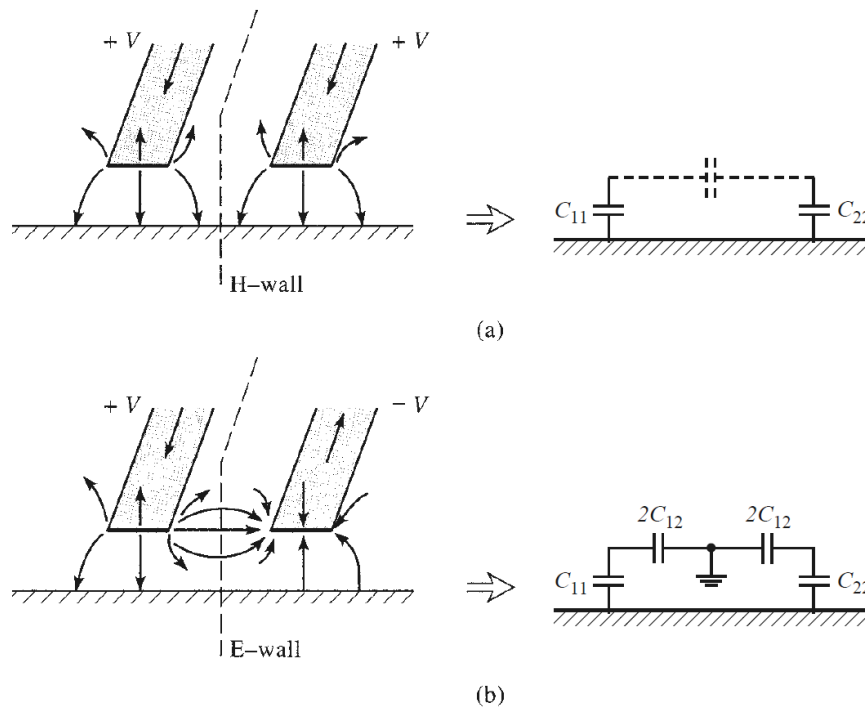 + V
+ V
C11
C22
H–wall
(a)
+ V
− V
2C12
2C12
C11
C22
E–wall
(b)